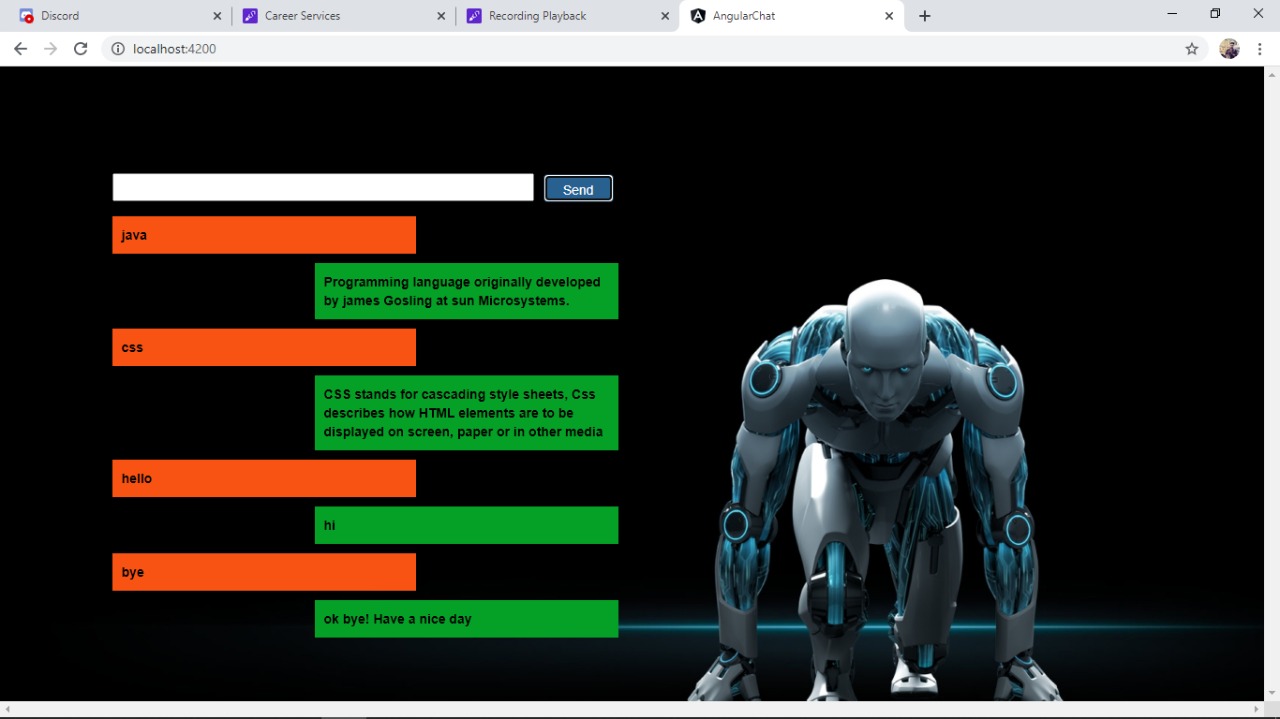 Discord
Career Services
Recording Playback
AngularChat
localhost:4200
Send
java
Programming language originally developed
by james Gosling at sun Microsystems.
css
CSS stands for cascading style sheets, Css
describes how HTML elements are to be
displayed on screen, paper or in other media
hello
hi
bye
ok bye! Have a nice day